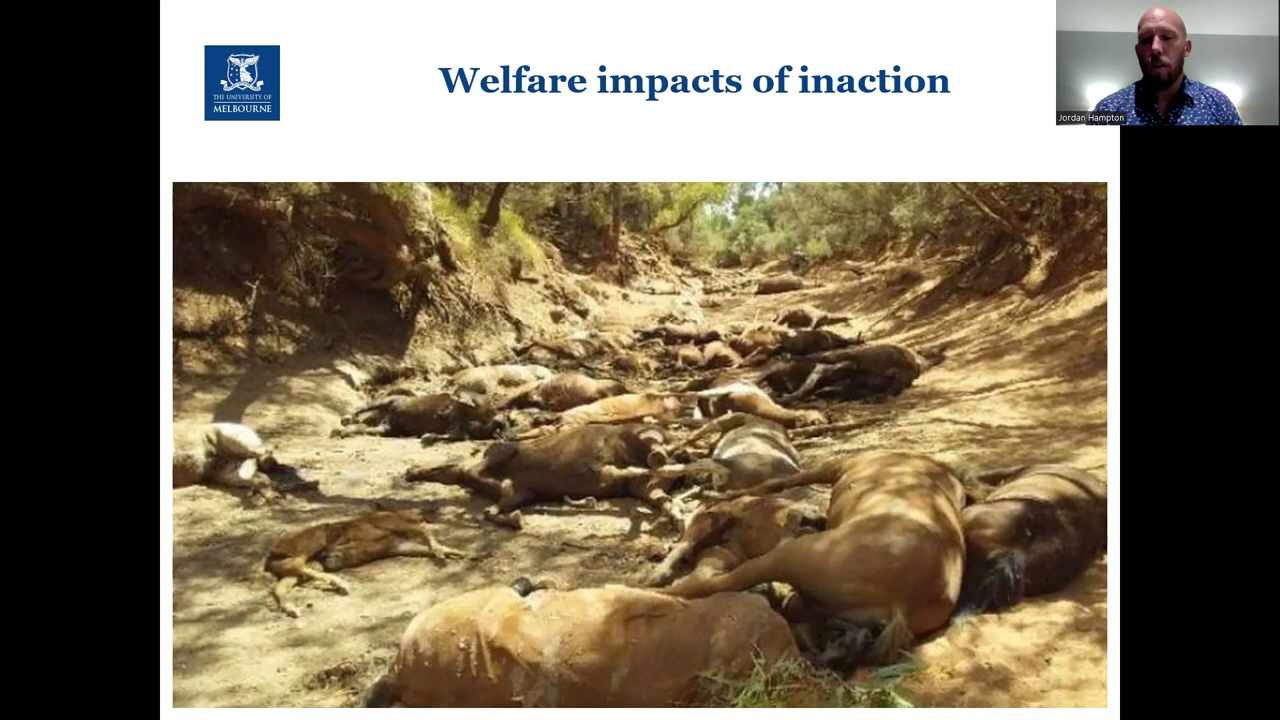 Welfare impacts of inaction
THE UNIVERSITY OF
MELBOURNE
Jordan Hampton